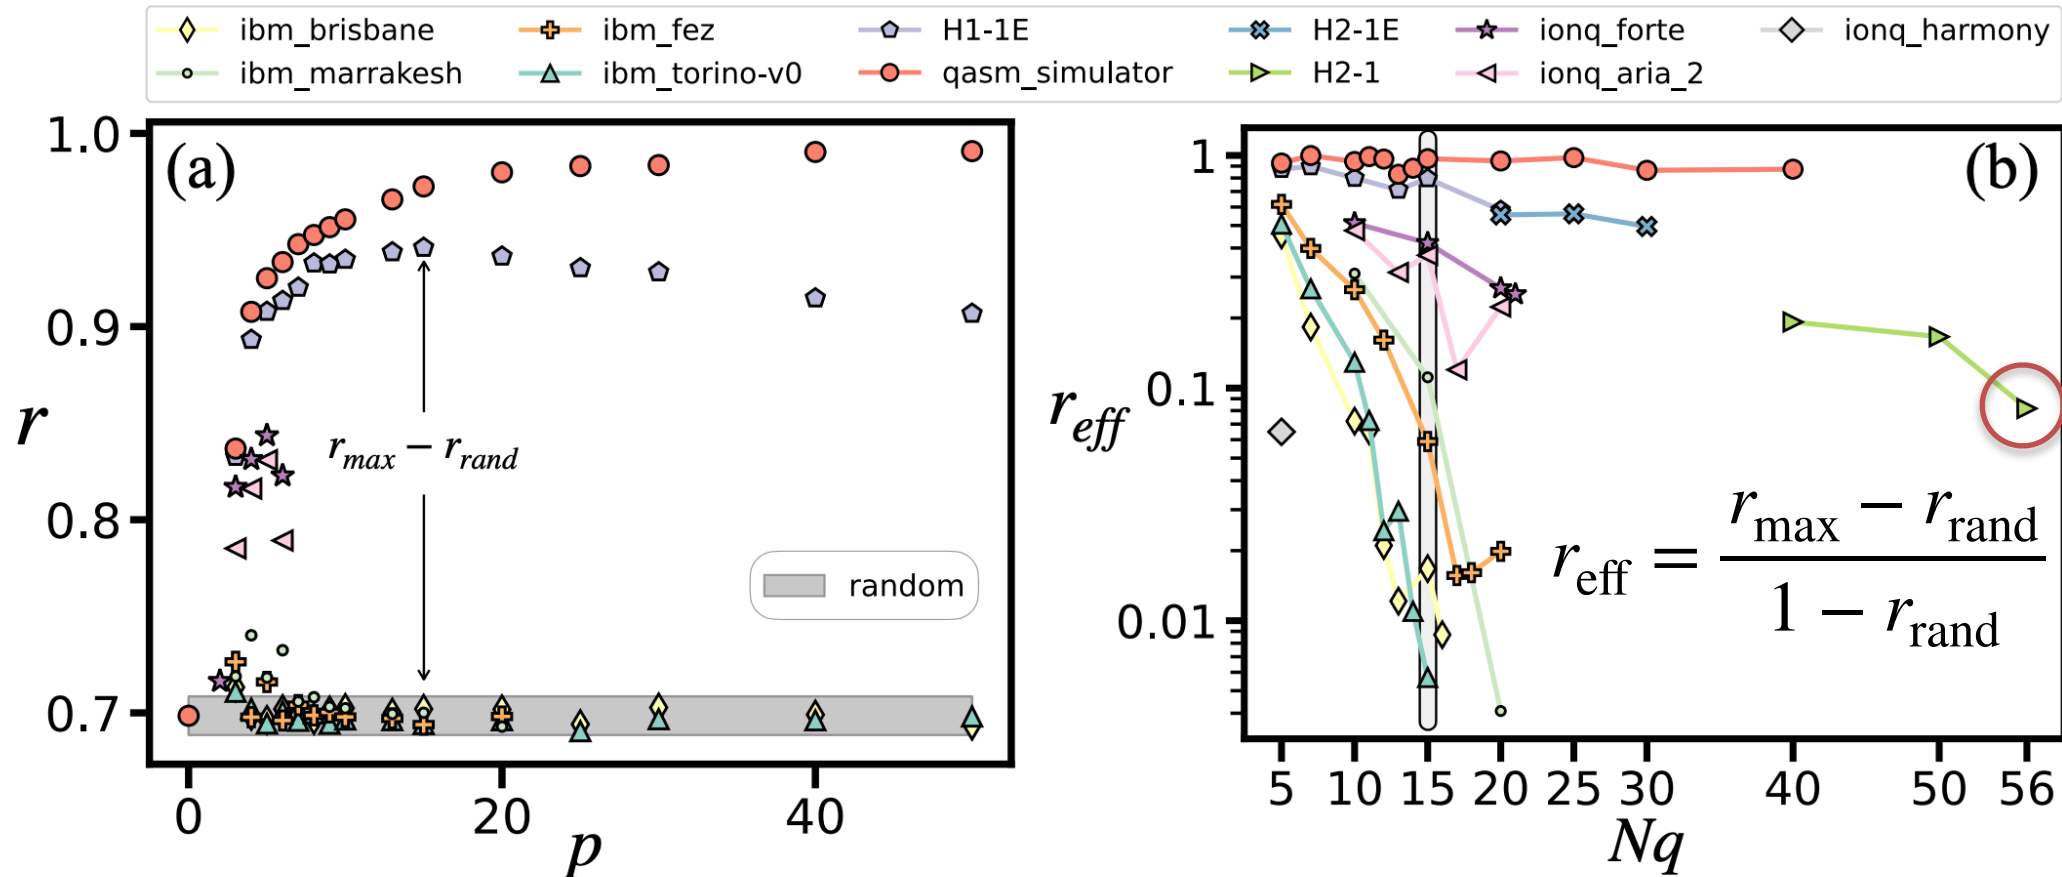 ibm_brisbane ibm_fez H1-1E H2-1E ionq_forte ionq_harmony
ibm_marrakesh ibm_torino-v0 qasm_simulator H2-1 ionq_aria_2
(a)
1.0
0.9
0.8
0.7
r
r_max − r_rand
random
0 20 40
p
(b)
1
0.1
0.01
r_eff
r_eff = (r_max − r_rand) / (1 − r_rand)
5 10 15 20 25 30 40 50 56
Nq